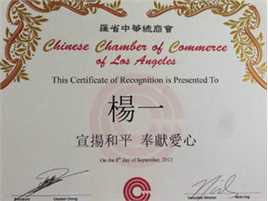 羅省中華總商會
Chinese Chamber of Commerce
of Los Angeles
This Certificate of Recognition is Presented To
楊一
宣揚和平 奉獻愛心
On the 8th day of September, 2012